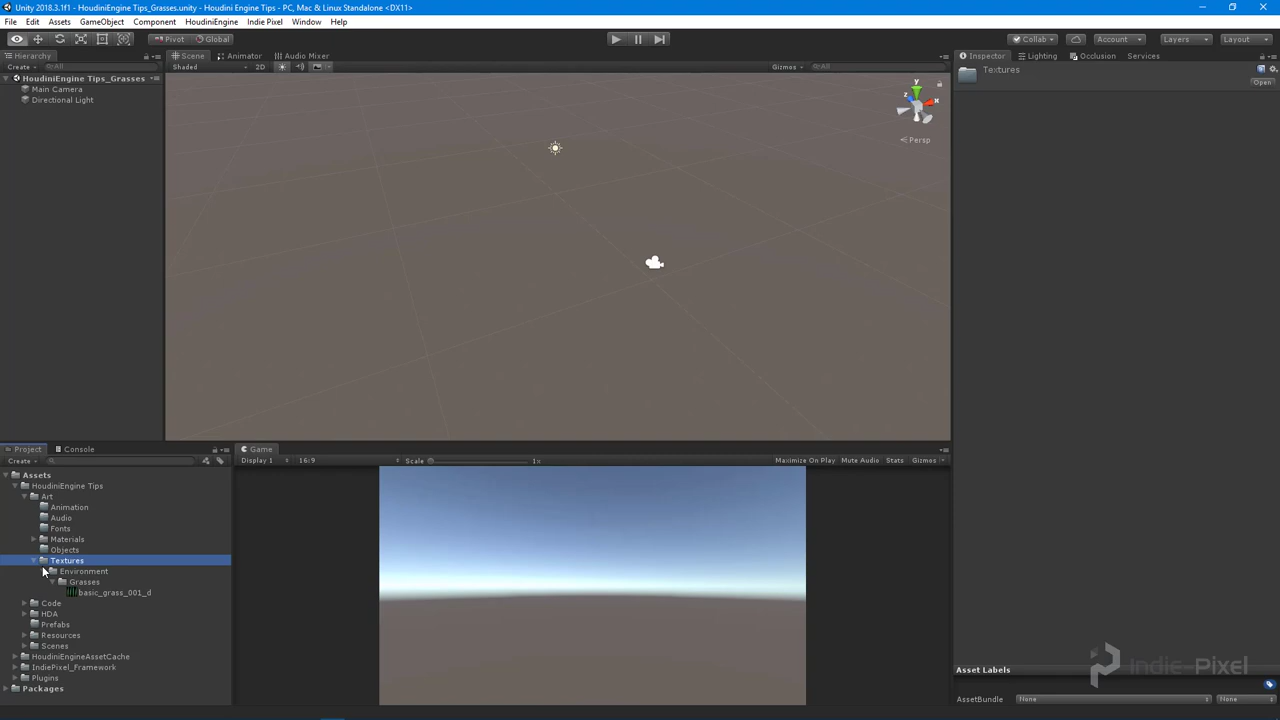 Unity 2018.3.1f1 - HoudiniEngine Tips_Grasses.unity - Houdini Engine Tips - PC, Mac & Linux Standalone <DX11>
File Edit Assets GameObject Component HoudiniEngine Indie Pixel Window Help
Pivot Global Collab Account Layers Layout
Hierarchy Scene Animator Audio Mixer Inspector Lighting Occlusion Services
Create All Shaded 2D Gizmos All Textures
Open
HoudiniEngine Tips_Grasses
Main Camera
Directional Light
y
z
x
Persp
Project Console Game
Create Display 1 16:9 Scale 1x Maximize On Play Mute Audio Stats Gizmos
Assets
HoudiniEngine Tips
Art
Animation
Audio
Fonts
Materials
Objects
Textures
Environment
Grasses
basic_grass_001_d
Code
HDA
Prefabs
Resources
Scenes
HoudiniEngineAssetCache
IndiePixel_Framework
Plugins
Packages
Indie-Pixel
Asset Labels
AssetBundle None None